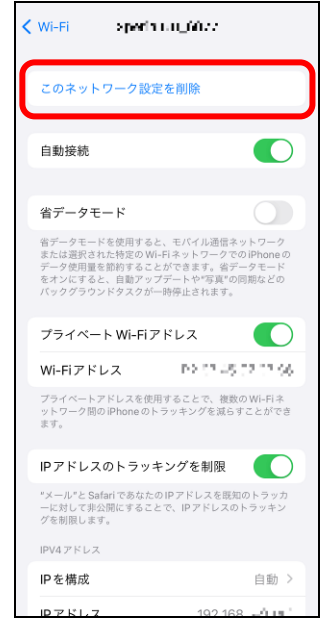 Wi-Fi
このネットワーク設定を削除
自動接続
省データモード
省データモードを使用すると、モバイル通信ネットワーク
または選択された特定のWi-FiネットワークでのiPhoneの
データ使用量を節約することができます。省データモード
をオンにすると、自動アップデートや“写真”の同期などの
バックグラウンドタスクが一時停止されます。
プライベートWi-Fiアドレス
Wi-Fiアドレス
プライベートアドレスを使用することで、複数のWi-Fiネ
ットワーク間のiPhoneのトラッキングを減らすことができ
ます。
IPアドレスのトラッキングを制限
“メール”とSafariであなたのIPアドレスを既知のトラッカ
ーに対して非公開にすることで、IPアドレスのトラッキン
グを制限します。
IPV4アドレス
IPを構成 自動
IPアドレス 192.168